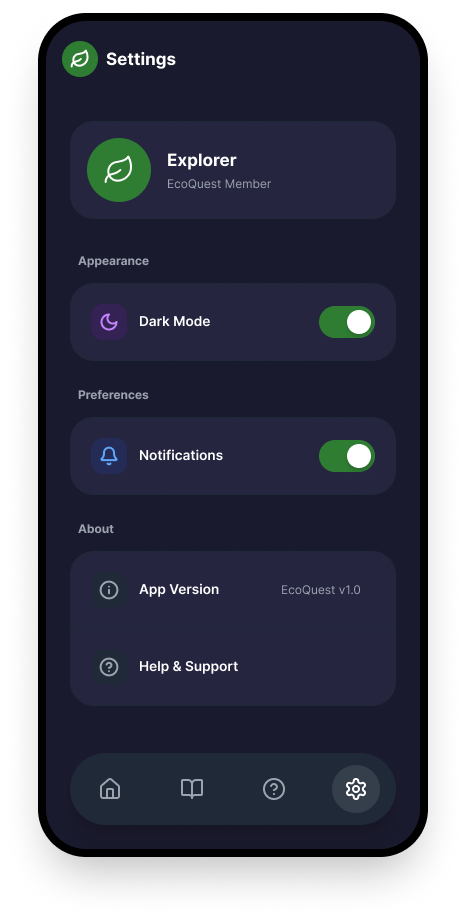 Settings
Explorer
EcoQuest Member
Appearance
Dark Mode
Preferences
Notifications
About
App Version
EcoQuest v1.0
Help & Support